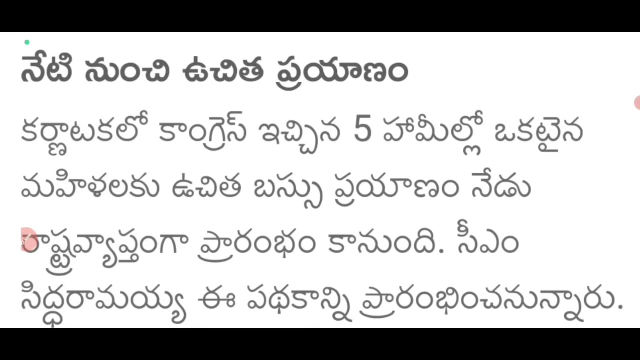 నేటి నుంచి ఉచిత ప్రయాణం
కర్ణాటకలో కాంగ్రెస్ ఇచ్చిన 5 హామీల్లో ఒకటైన
మహిళలకు ఉచిత బస్సు ప్రయాణం నేడు
రాష్ట్రవ్యాప్తంగా ప్రారంభం కానుంది. సీఎం
సిద్ధరామయ్య ఈ పథకాన్ని ప్రారంభించనున్నారు.